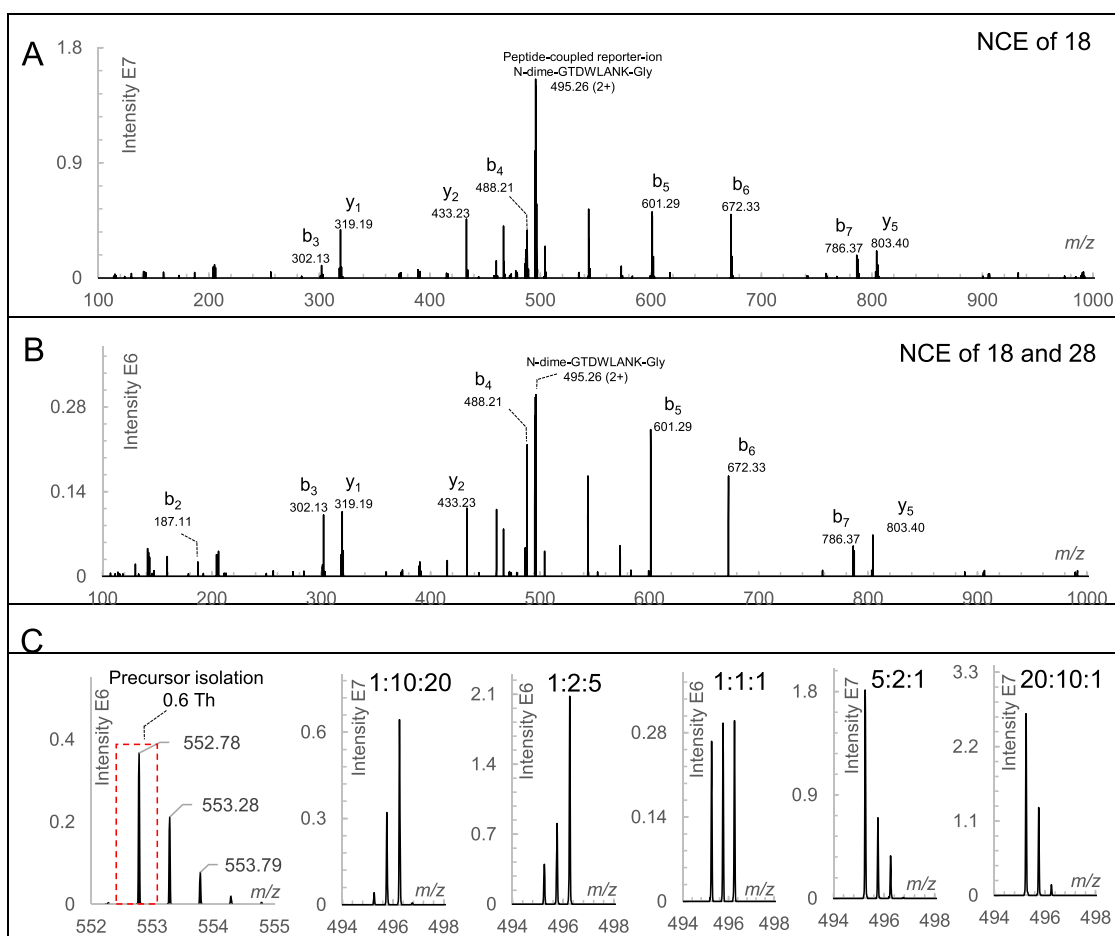 A
NCE of 18
Intensity E7
1.8
0.9
0
Peptide-coupled reporter-ion
N-dime-GTDWLANK-Gly
495.26 (2+)
b3
302.13
y1
319.19
y2
433.23
b4
488.21
b5
601.29
b6
672.33
b7
786.37
y5
803.40
m/z
100 200 300 400 500 600 700 800 900 1000
B
NCE of 18 and 28
Intensity E6
0.28
0.14
0
N-dime-GTDWLANK-Gly
495.26 (2+)
b2
187.11
b3
302.13
y1
319.19
y2
433.23
b4
488.21
b5
601.29
b6
672.33
b7
786.37
y5
803.40
m/z
100 200 300 400 500 600 700 800 900 1000
C
Precursor isolation
0.6 Th
Intensity E6
0.4
0.2
0
552.78
553.28
553.79
m/z
552 553 554 555
1:10:20
Intensity E7
0.6
0.3
0.0
m/z
494 496 498
1:2:5
Intensity E6
2.1
1.4
0.7
0.0
m/z
494 496 498
1:1:1
Intensity E6
0.28
0.14
0.00
m/z
494 496 498
5:2:1
Intensity E7
1.8
0.9
0.0
m/z
494 496 498
20:10:1
Intensity E7
3.3
2.2
1.1
0.0
m/z
494 496 498